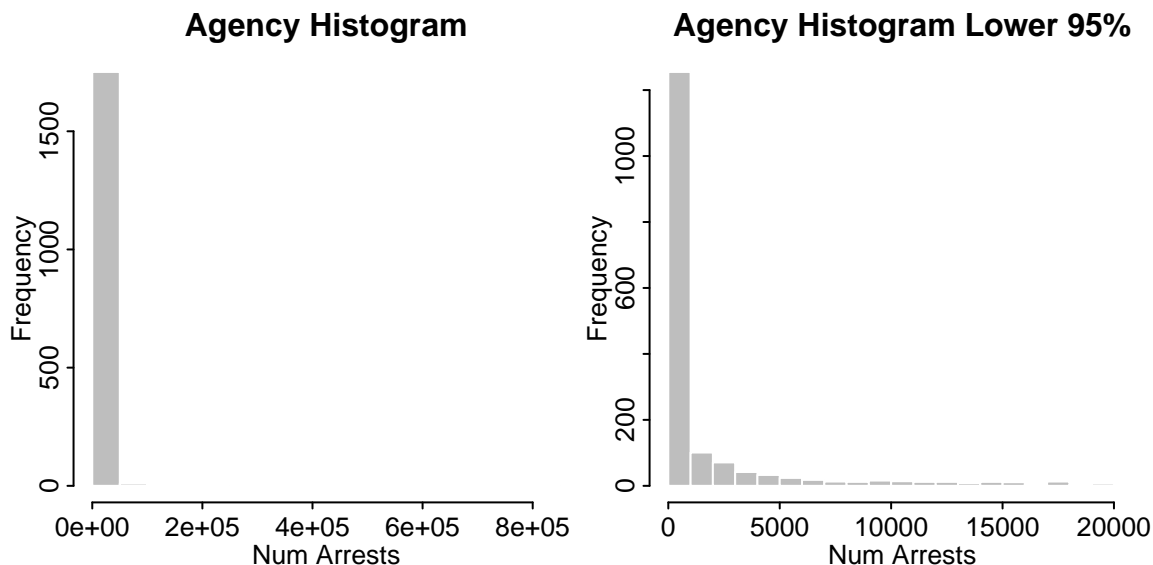 Agency Histogram
Frequency
1500
1000
500
0
0e+00 2e+05 4e+05 6e+05 8e+05
Num Arrests
Agency Histogram Lower 95%
Frequency
1000
600
200
0
0 5000 10000 15000 20000
Num Arrests